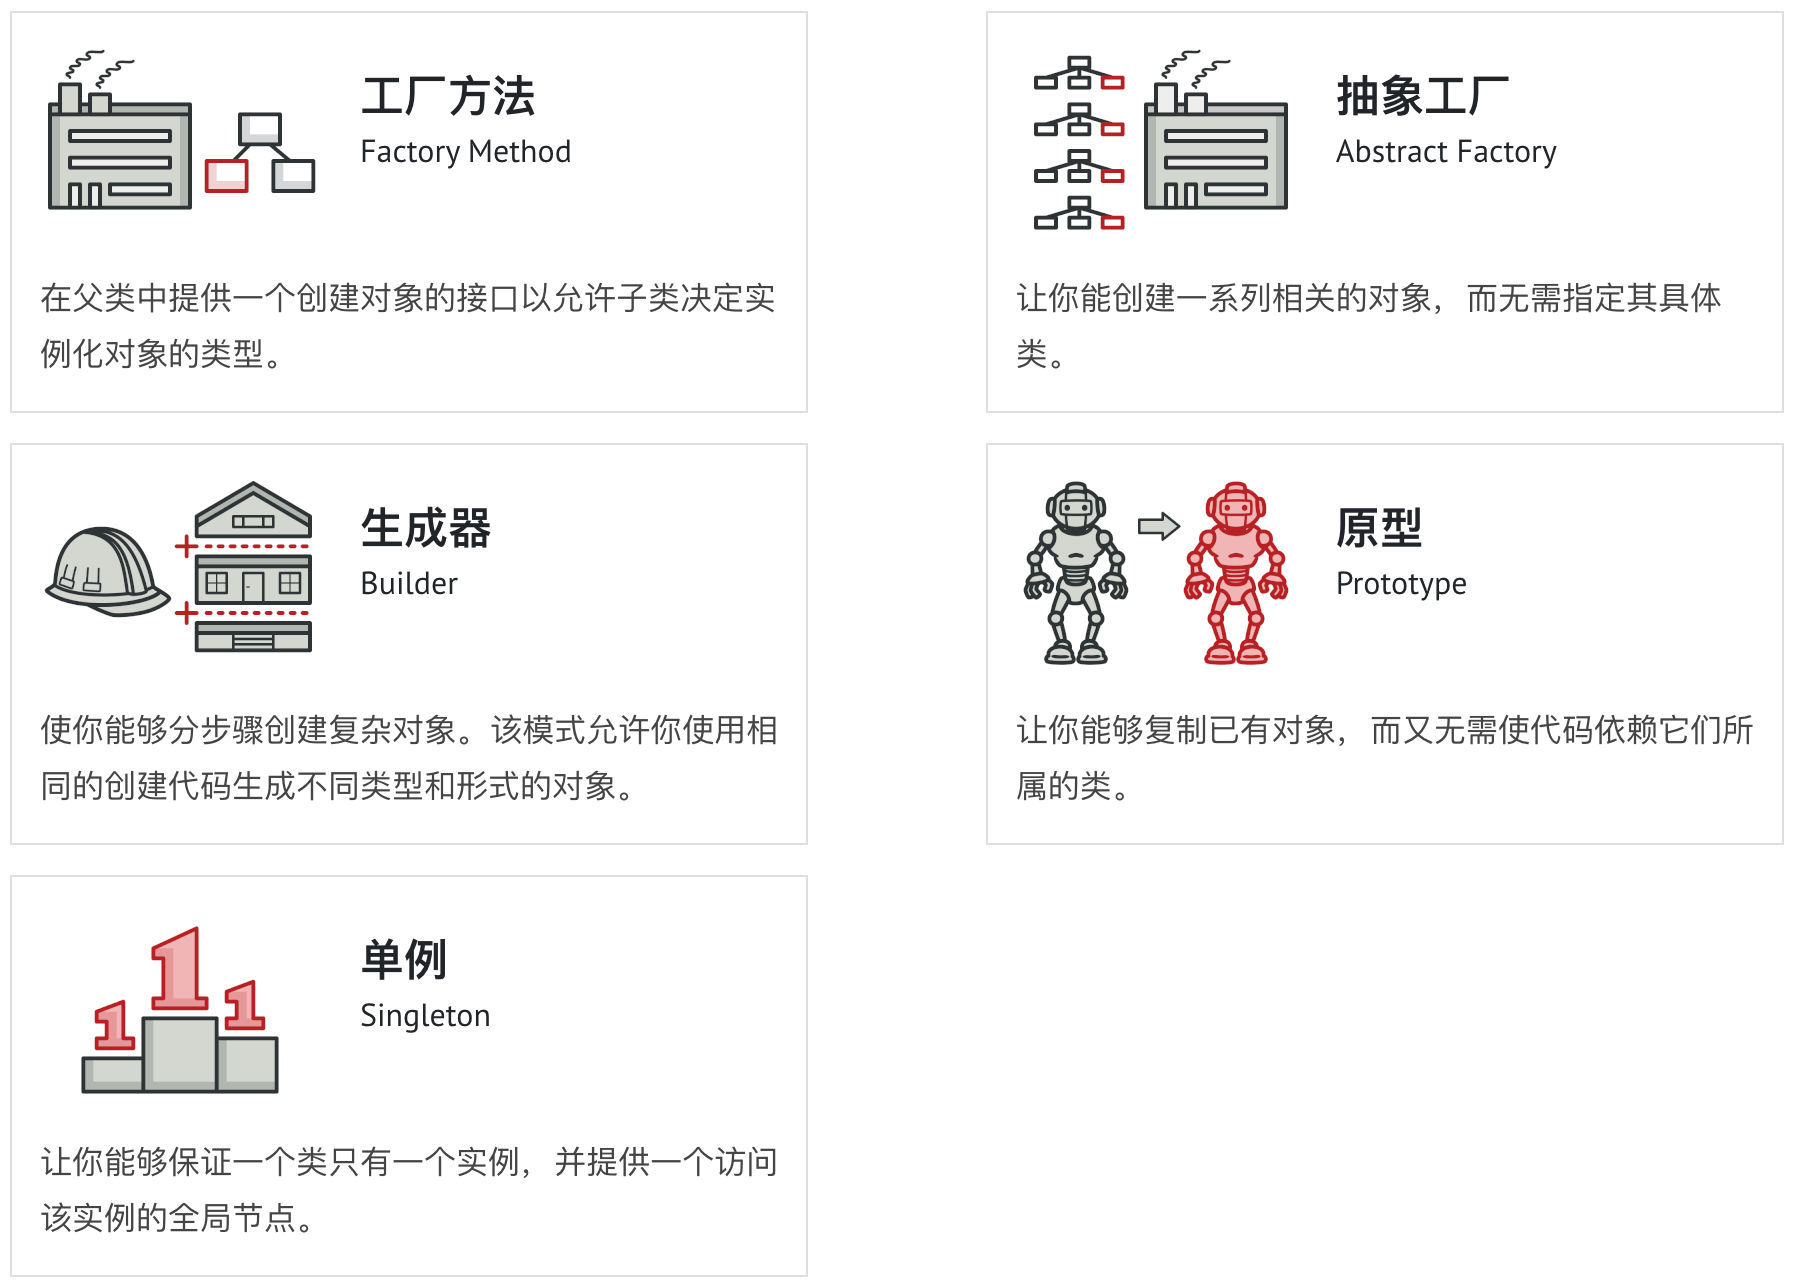 工厂方法
Factory Method
在父类中提供一个创建对象的接口以允许子类决定实
例化对象的类型。
抽象工厂
Abstract Factory
让你能创建一系列相关的对象，而无需指定其具体
类。
生成器
Builder
使你能够分步骤创建复杂对象。该模式允许你使用相
同的创建代码生成不同类型和形式的对象。
原型
Prototype
让你能够复制已有对象，而又无需使代码依赖它们所
属的类。
1
1
1
单例
Singleton
让你能够保证一个类只有一个实例，并提供一个访问
该实例的全局节点。